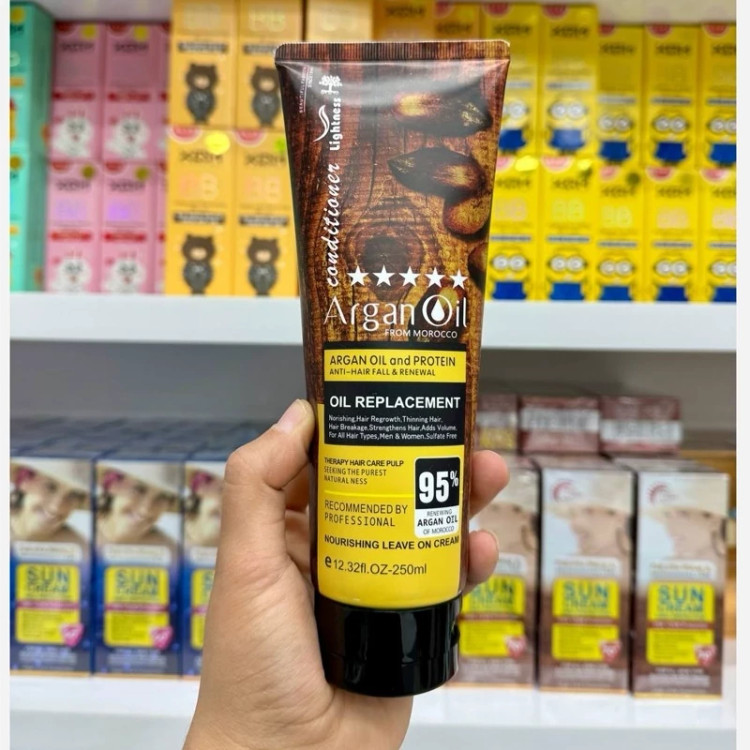 conditioner
Lightness
Argan Oil
FROM MOROCCO
ARGAN OIL and PROTEIN
ANTI-HAIR FALL & RENEWAL
OIL REPLACEMENT
Norishing,Hair Regrowth,Thinning Hair,
Hair Breakage,Strengthens Hair,Adds Volume,
For All Hair Types,Men & Women.Sulfate Free
THERAPY HAIR CARE PULP
SEEKING THE PUREST
NATURAL NESS
95%
RENEWING
ARGAN OIL
OF MOROCCO
RECOMMENDED BY
PROFESSIONAL
NOURISHING LEAVE ON CREAM
e12.32fl.OZ-250ml
SUN
CREAM
SUN
CREAM
SUN
SUN
SUN
CREAM
SUN